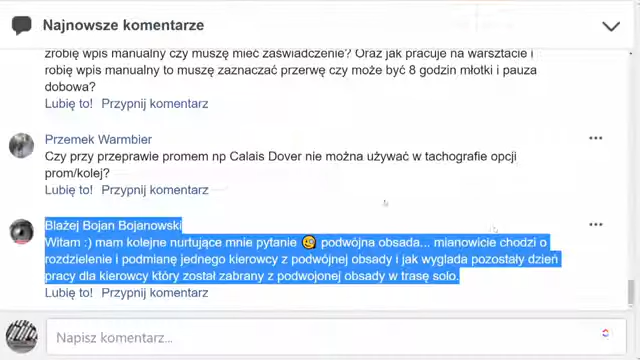 Najnowsze komentarze
zrobię wpis manualny czy muszę mieć zaświadczenie? Oraz jak pracuje na warsztacie i
robię wpis manualny to muszę zaznaczać przerwę czy może być 8 godzin młotki i pauza
dobowa?
Lubię to! Przypnij komentarz
Przemek Warmbier
Czy przy przeprawie promem np Calais Dover nie można używać w tachografie opcji
prom/kolej?
Lubię to! Przypnij komentarz
Blażej Bojan Bojanowski
Witam :) mam kolejne nurtujące mnie pytanie 🧐 podwójna obsada... mianowicie chodzi o
rozdzielenie i podmianę jednego kierowcy z podwójnej obsady i jak wygląda pozostały dzień
pracy dla kierowcy który został zabrany z podwojonej obsady w trasę solo.
Lubię to! Przypnij komentarz
Napisz komentarz...